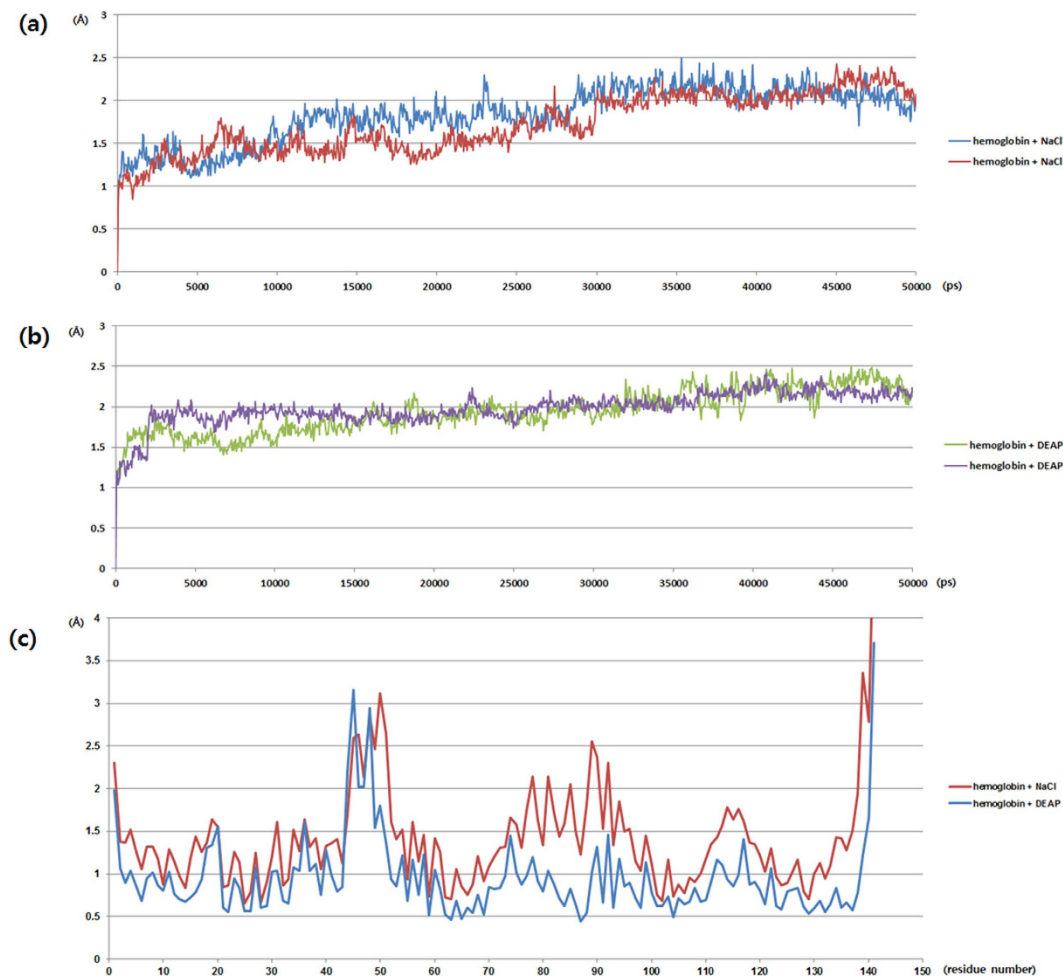 (a)
(Å)
3
2.5
2
1.5
1
0.5
0
0 5000 10000 15000 20000 25000 30000 35000 40000 45000 50000 (ps)
hemoglobin + NaCl
hemoglobin + NaCl
(b)
(Å)
3
2.5
2
1.5
1
0.5
0
0 5000 10000 15000 20000 25000 30000 35000 40000 45000 50000 (ps)
hemoglobin + DEAP
hemoglobin + DEAP
(c)
(Å)
4
3.5
3
2.5
2
1.5
1
0.5
0
0 10 20 30 40 50 60 70 80 90 100 110 120 130 140 150
(residue number)
hemoglobin + NaCl
hemoglobin + DEAP